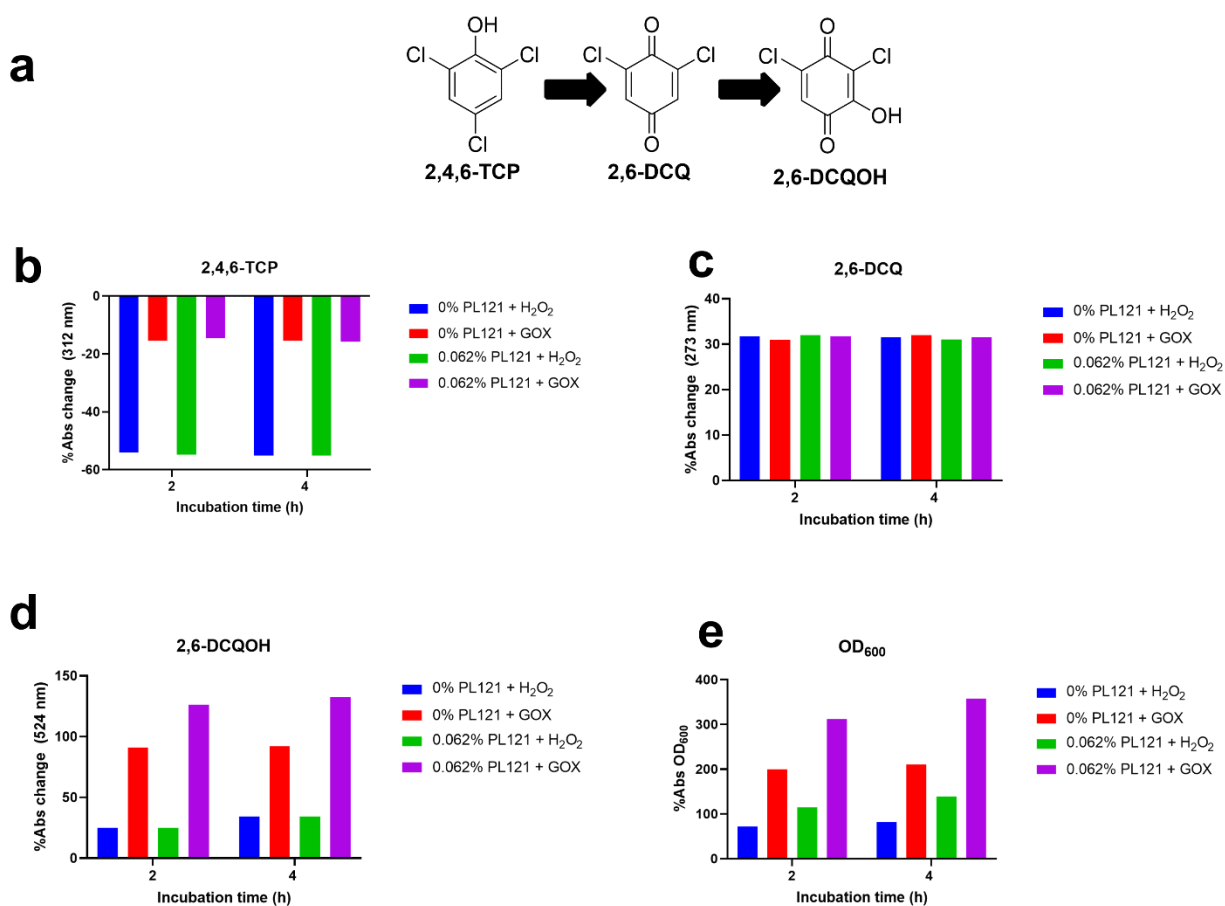 a
OH
Cl
Cl
Cl
2,4,6-TCP
O
Cl
Cl
O
2,6-DCQ
O
Cl
Cl
OH
O
2,6-DCQOH
b
2,4,6-TCP
%Abs change (312 nm)
0
-20
-40
-60
2
4
Incubation time (h)
0% PL121 + H₂O₂
0% PL121 + GOX
0.062% PL121 + H₂O₂
0.062% PL121 + GOX
c
2,6-DCQ
%Abs change (273 nm)
40
30
20
10
0
2
4
Incubation time (h)
0% PL121 + H₂O₂
0% PL121 + GOX
0.062% PL121 + H₂O₂
0.062% PL121 + GOX
d
2,6-DCQOH
%Abs change (524 nm)
150
100
50
0
2
4
Incubation time (h)
0% PL121 + H₂O₂
0% PL121 + GOX
0.062% PL121 + H₂O₂
0.062% PL121 + GOX
e
OD₆₀₀
%Abs OD₆₀₀
400
300
200
100
0
2
4
Incubation time (h)
0% PL121 + H₂O₂
0% PL121 + GOX
0.062% PL121 + H₂O₂
0.062% PL121 + GOX